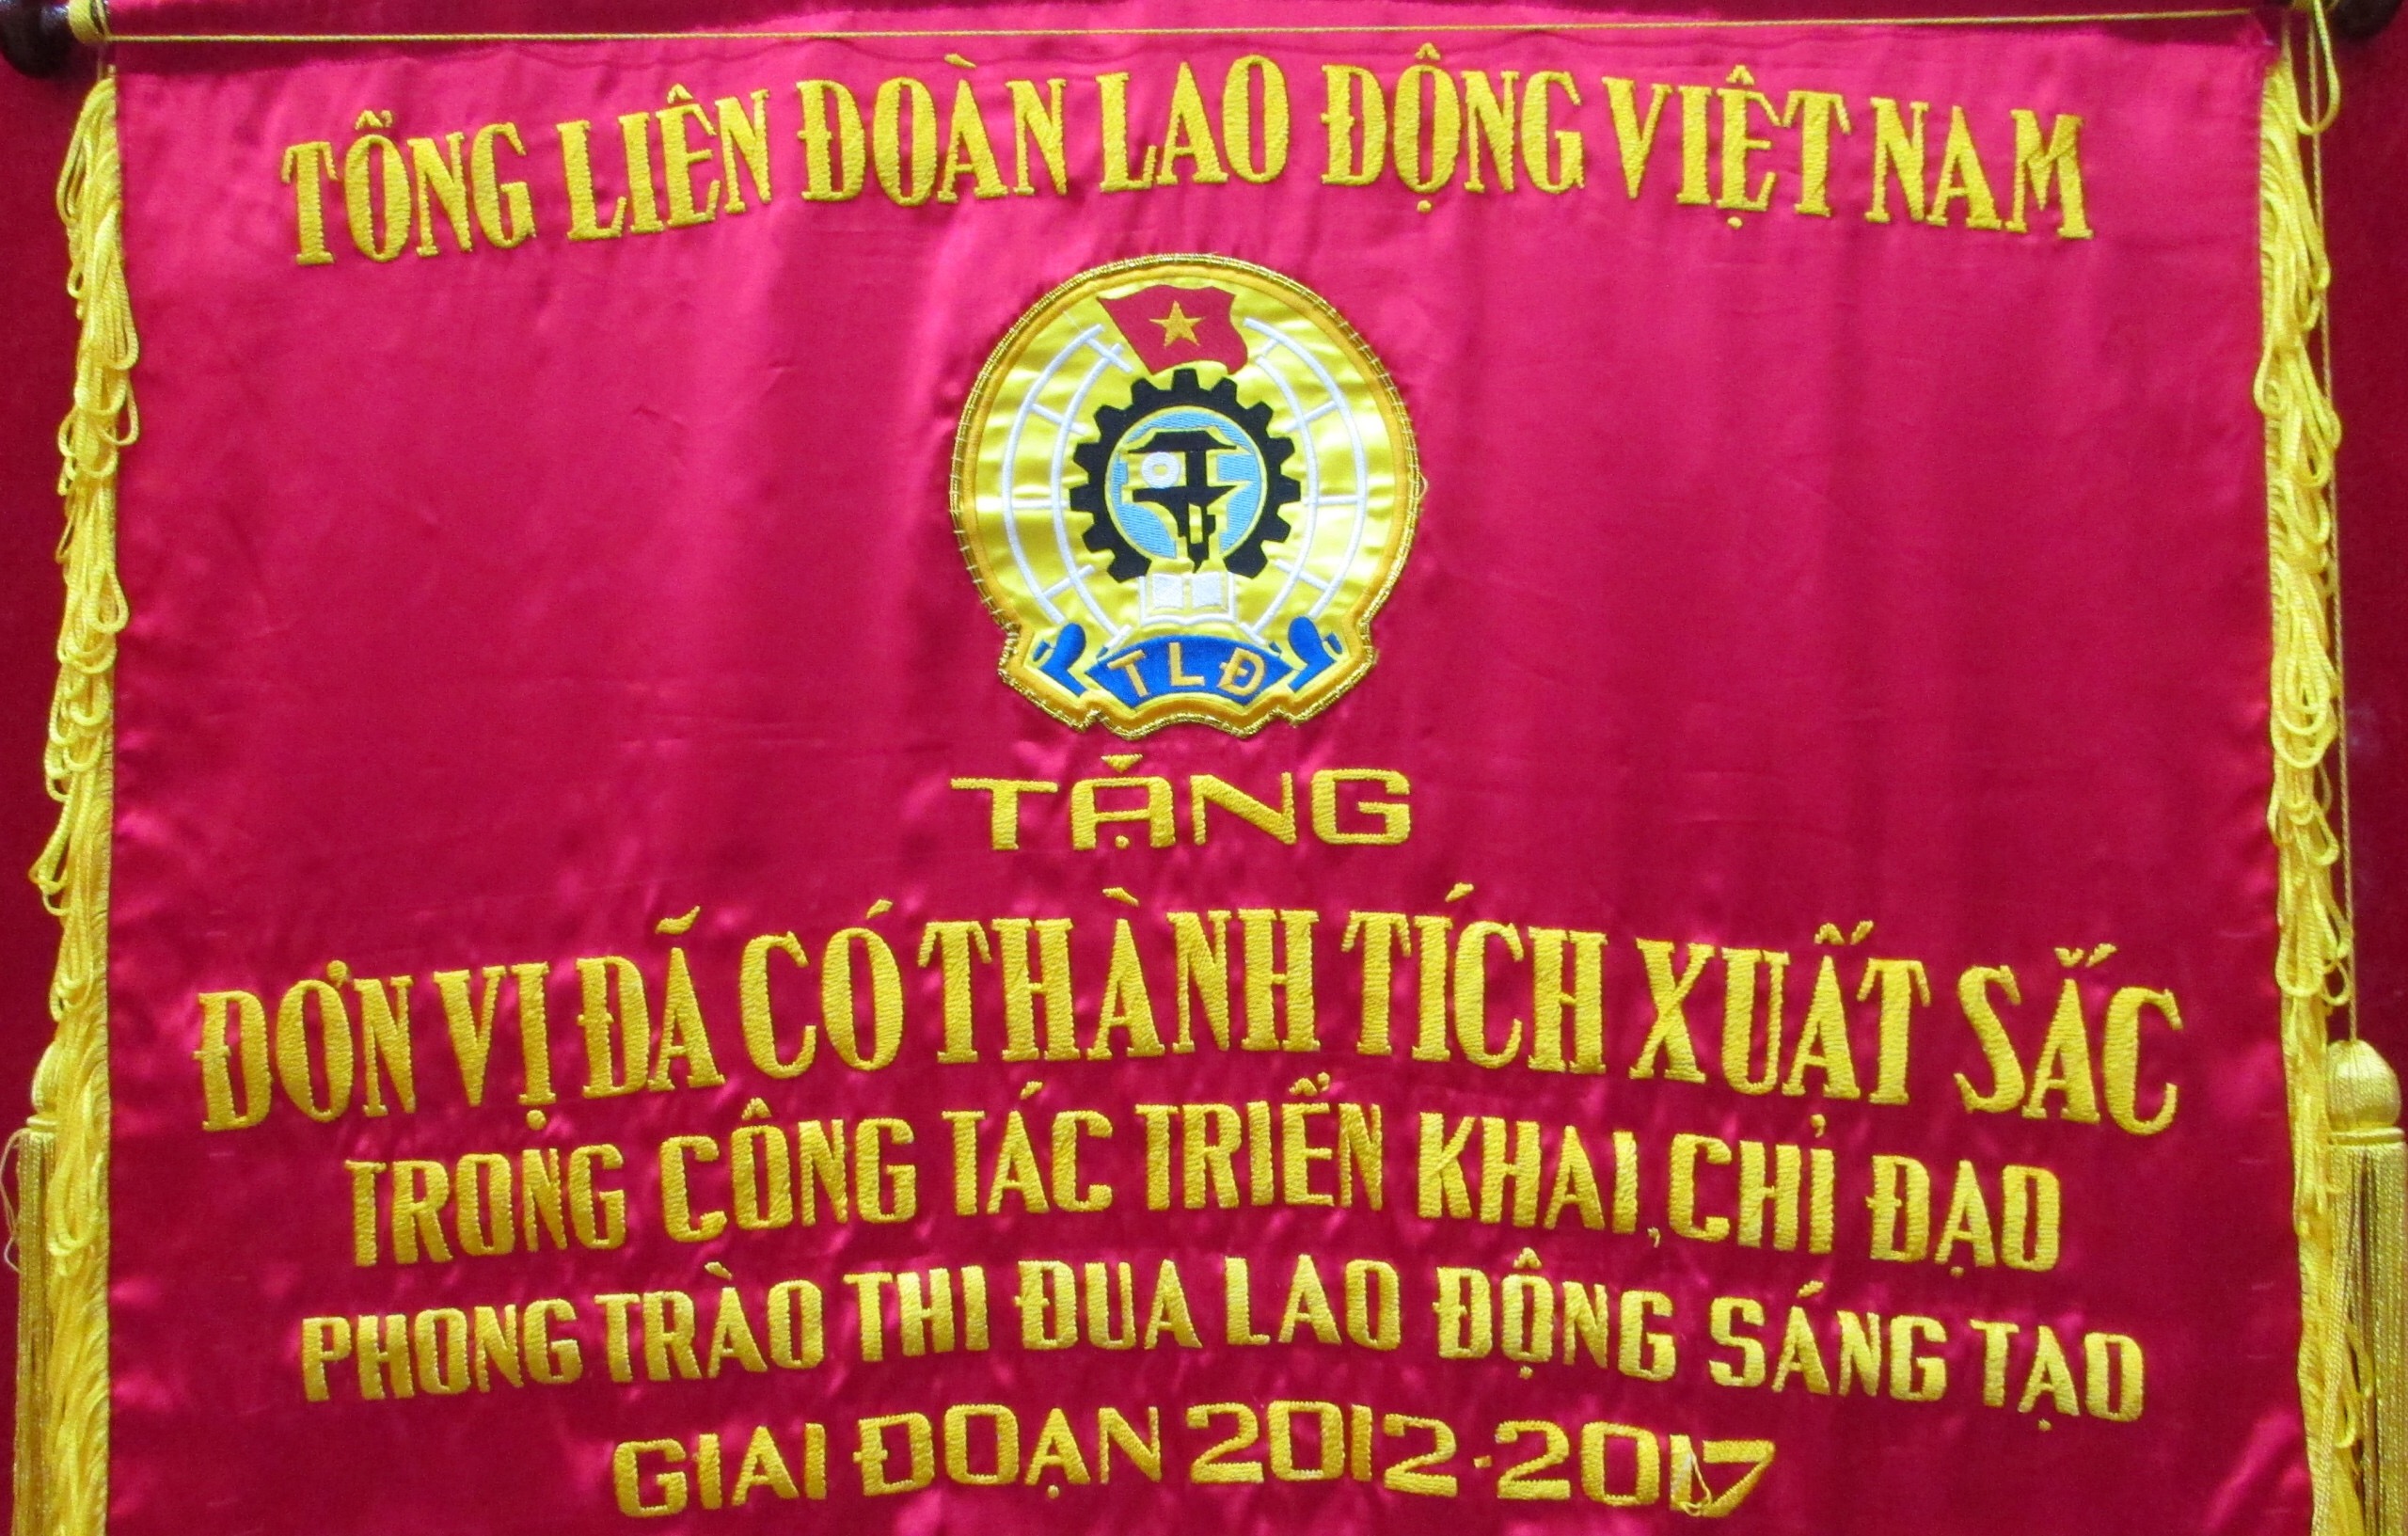 TỔNG LIÊN ĐOÀN LAO ĐỘNG VIỆT NAM
TLĐ
TẶNG
ĐƠN VỊ ĐÃ CÓ THÀNH TÍCH XUẤT SẮC
TRONG CÔNG TÁC TRIỂN KHAI, CHỈ ĐẠO
PHONG TRÀO THI ĐUA LAO ĐỘNG SÁNG TẠO
GIAI ĐOẠN 2012-2017